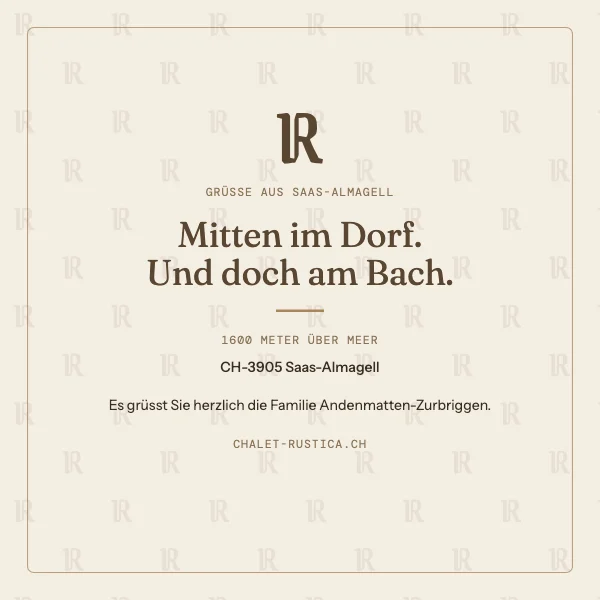 R
GRÜSSE AUS SAAS-ALMAGELL
Mitten im Dorf.
Und doch am Bach.
1600 METER ÜBER MEER
CH-3905 Saas-Almagell
Es grüsst Sie herzlich die Familie Andenmatten-Zurbriggen.
CHALET-RUSTICA.CH